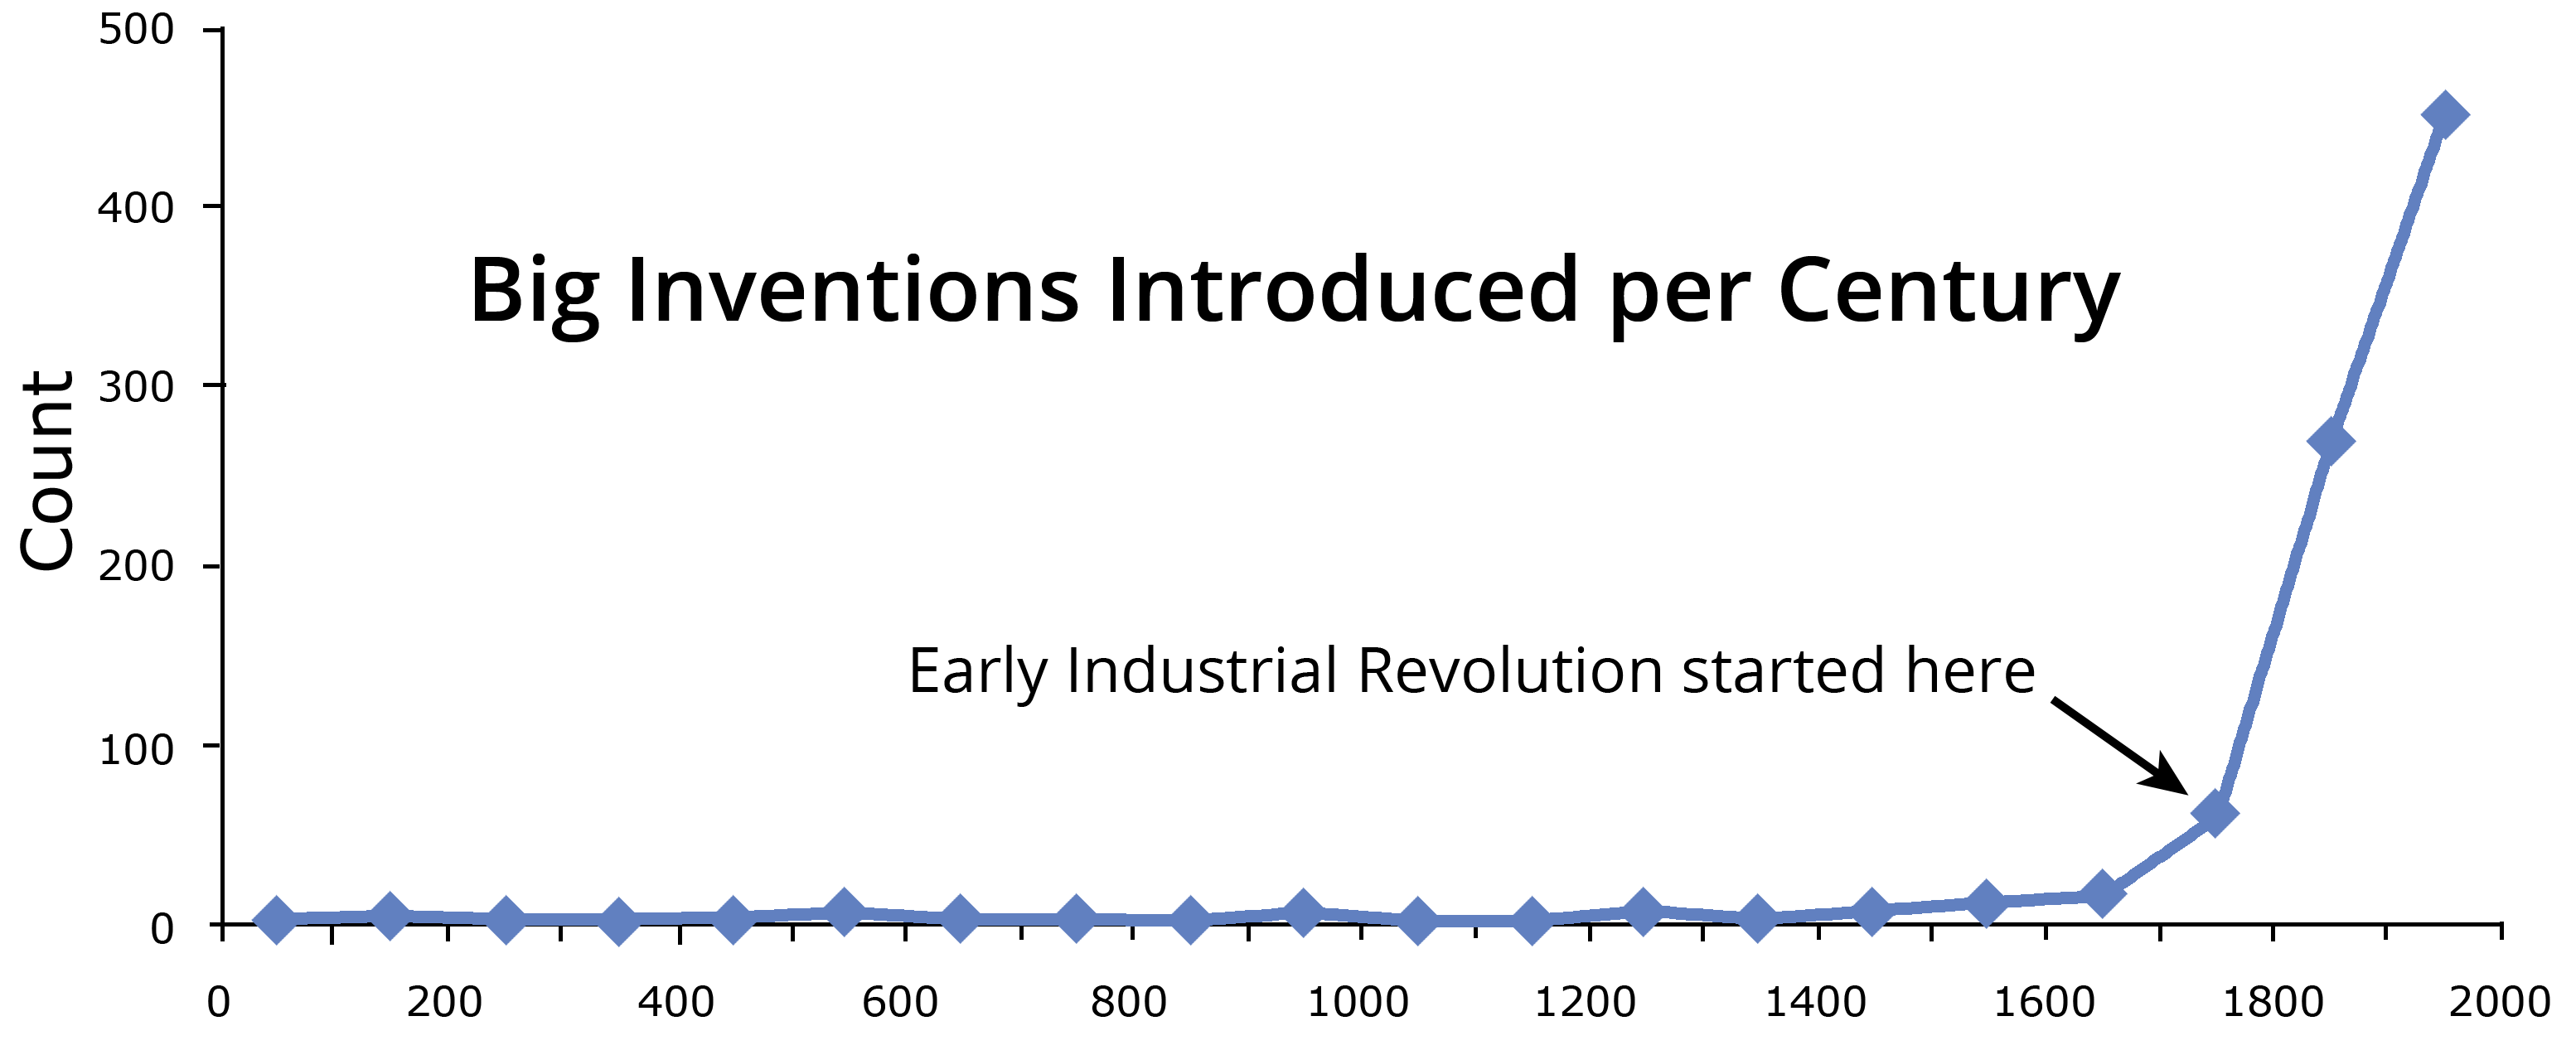 500
400
Big Inventions Introduced per Century
Count
300
200
Early Industrial Revolution started here
100
0
0 200 400 600 800 1000 1200 1400 1600 1800 2000